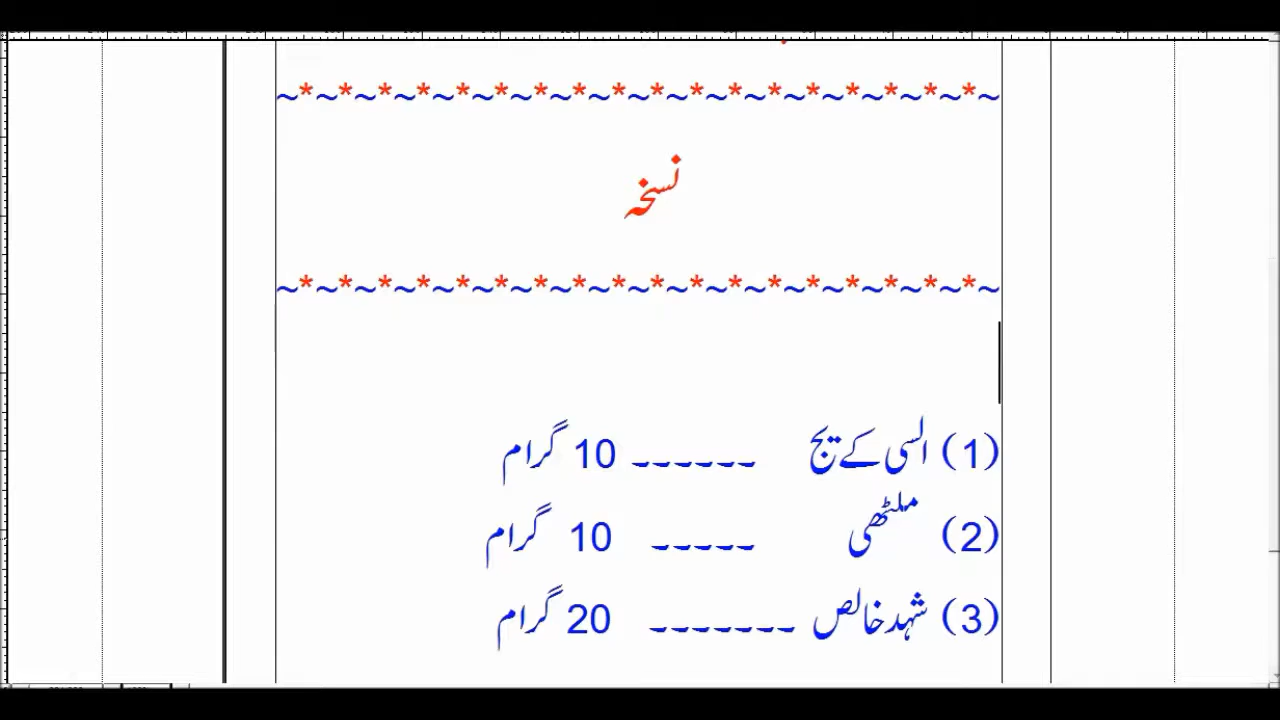 ~*~*~*~*~*~*~*~*~*~*~*~*~*~*~*~*~*~*~
نسخہ
~*~*~*~*~*~*~*~*~*~*~*~*~*~*~*~*~*~*~
(1) السی کے بیج ------ 10 گرام
(2) ملٹھی ----- 10 گرام
(3) شہد خالص ------- 20 گرام